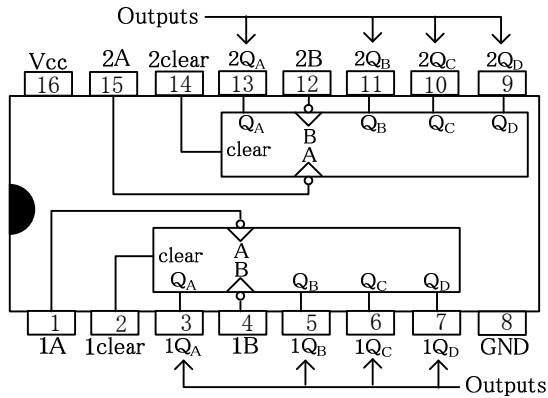 Outputs
Vcc 2A 2clear 2QA 2B 2QB 2QC 2QD
16 15 14 13 12 11 10 9
QA QB QC QD
B
clear A
clear A
B
QA QB QC QD
1 2 3 4 5 6 7 8
1A 1clear 1QA 1B 1QB 1QC 1QD GND
Outputs